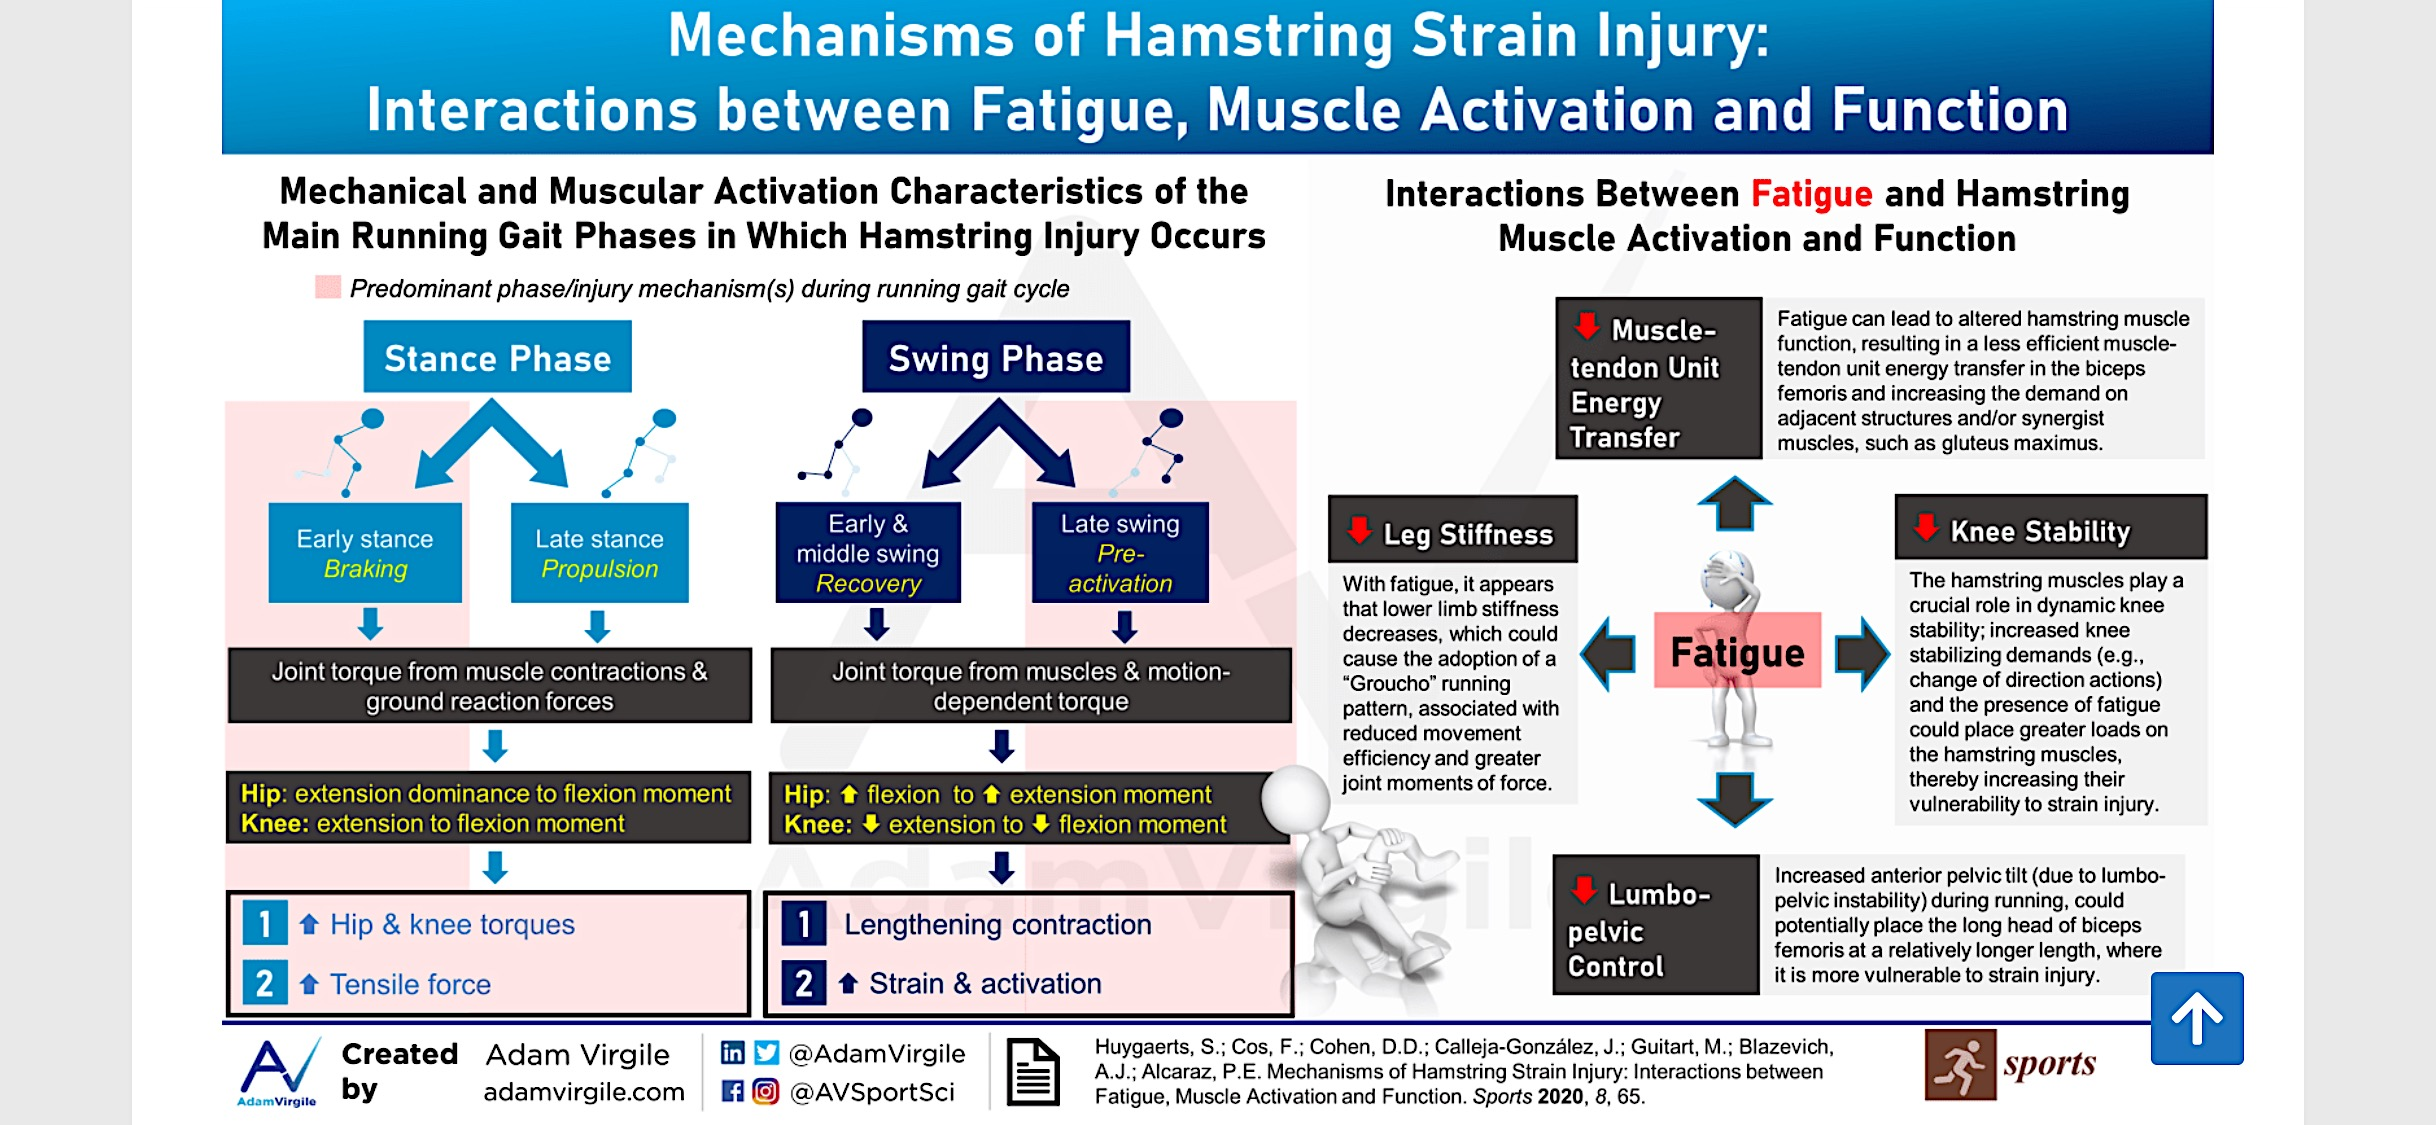 Mechanisms of Hamstring Strain Injury:
Interactions between Fatigue, Muscle Activation and Function
Mechanical and Muscular Activation Characteristics of the
Main Running Gait Phases in Which Hamstring Injury Occurs
Predominant phase/injury mechanism(s) during running gait cycle
Stance Phase
Swing Phase
Early stance
Braking
Late stance
Propulsion
Early &
middle swing
Recovery
Late swing
Pre-
activation
Joint torque from muscle contractions &
ground reaction forces
Joint torque from muscles & motion-
dependent torque
Hip: extension dominance to flexion moment
Knee: extension to flexion moment
Hip: ⬆ flexion to ⬆ extension moment
Knee: ⬇ extension to ⬇ flexion moment
1 ⬆ Hip & knee torques
2 ⬆ Tensile force
1 Lengthening contraction
2 ⬆ Strain & activation
Interactions Between Fatigue and Hamstring
Muscle Activation and Function
⬇ Muscle-
tendon Unit
Energy
Transfer
Fatigue can lead to altered hamstring muscle
function, resulting in a less efficient muscle-
tendon unit energy transfer in the biceps
femoris and increasing the demand on
adjacent structures and/or synergist
muscles, such as gluteus maximus.
⬇ Leg Stiffness
With fatigue, it appears
that lower limb stiffness
decreases, which could
cause the adoption of a
“Groucho” running
pattern, associated with
reduced movement
efficiency and greater
joint moments of force.
Fatigue
⬇ Knee Stability
The hamstring muscles play a
crucial role in dynamic knee
stability; increased knee
stabilizing demands (e.g.,
change of direction actions)
and the presence of fatigue
could place greater loads on
the hamstring muscles,
thereby increasing their
vulnerability to strain injury.
⬇ Lumbo-
pelvic
Control
Increased anterior pelvic tilt (due to lumbo-
pelvic instability) during running, could
potentially place the long head of biceps
femoris at a relatively longer length, where
it is more vulnerable to strain injury.
AdamVirgile
AdamVirgile
Created
by
Adam Virgile
adamvirgile.com
in @AdamVirgile
f @AVSportSci
Huygaerts, S.; Cos, F.; Cohen, D.D.; Calleja-González, J.; Guitart, M.; Blazevich,
A.J.; Alcaraz, P.E. Mechanisms of Hamstring Strain Injury: Interactions between
Fatigue, Muscle Activation and Function. Sports 2020, 8, 65.
sports